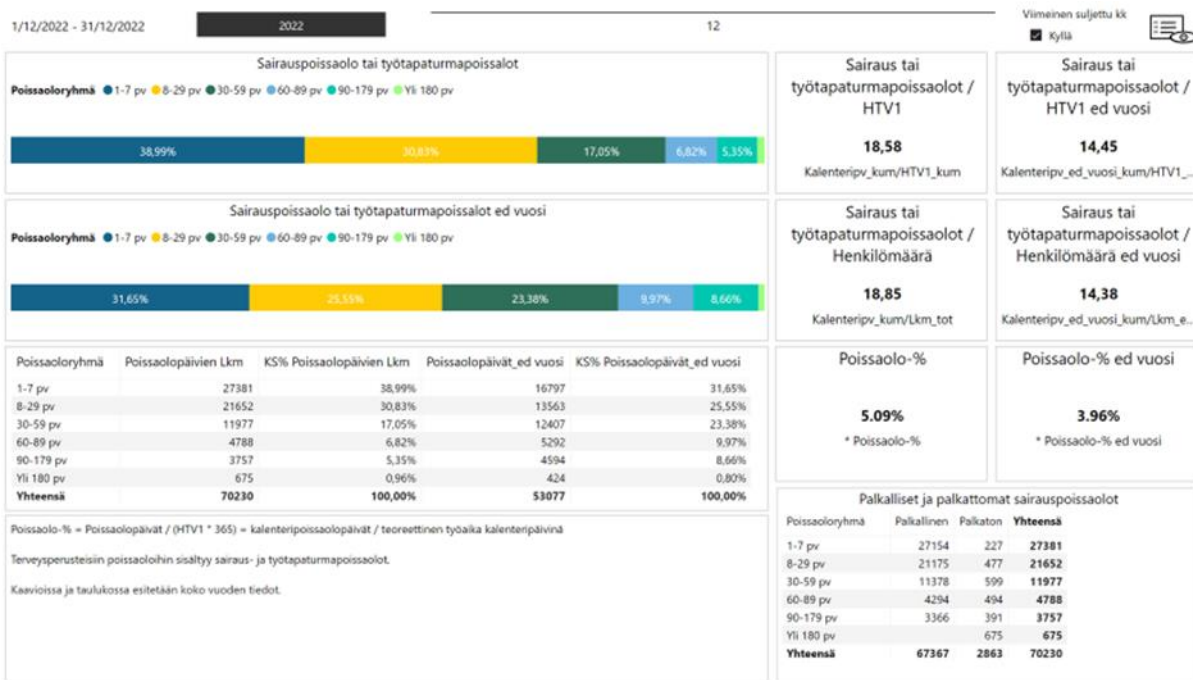 1/12/2022 - 31/12/2022
2022
12
Viimeinen suljettu kk
Kyllä
Sairauspoissaolo tai työtapaturmapoissalot
Poissaoloryhmä 1-7 pv 8-29 pv 30-59 pv 60-89 pv 90-179 pv Yli 180 pv
38,99% 30,83% 17,05% 6,82% 5,35%
Sairaus tai
työtapaturmapoissaolot /
HTV1
18,58
Kalenteripv_kum/HTV1_kum
Sairaus tai
työtapaturmapoissaolot /
HTV1 ed vuosi
14,45
Kalenteripv_ed_vuosi_kum/HTV1_...
Sairauspoissaolo tai työtapaturmapoissalot ed vuosi
Poissaoloryhmä 1-7 pv 8-29 pv 30-59 pv 60-89 pv 90-179 pv Yli 180 pv
31,65% 25,55% 23,38% 9,97% 8,66%
Sairaus tai
työtapaturmapoissaolot /
Henkilömäärä
18,85
Kalenteripv_kum/Lkm_tot
Sairaus tai
työtapaturmapoissaolot /
Henkilömäärä ed vuosi
14,38
Kalenteripv_ed_vuosi_kum/Lkm_e...
Poissaoloryhmä Poissaolopäivien Lkm KS% Poissaolopäivien Lkm Poissaolopäivät_ed vuosi KS% Poissaolopäivät_ed vuosi
1-7 pv 27381 38,99% 16797 31,65%
8-29 pv 21652 30,83% 13563 25,55%
30-59 pv 11977 17,05% 12407 23,38%
60-89 pv 4788 6,82% 5292 9,97%
90-179 pv 3757 5,35% 4594 8,66%
Yli 180 pv 675 0,96% 424 0,80%
Yhteensä 70230 100,00% 53077 100,00%
Poissaolo-%
5.09%
* Poissaolo-%
Poissaolo-% ed vuosi
3.96%
* Poissaolo-% ed vuosi
Poissaolo-% = Poissaolopäivät / (HTV1 * 365) = kalenteripoissaolopäivät / teoreettinen työaika kalenteripäivinä
Terveysperusteisiin poissaoloihin sisältyy sairaus- ja työtapaturmapoissaolot.
Kaavioissa ja taulukossa esitetään koko vuoden tiedot.
Palkalliset ja palkattomat sairauspoissaolot
Poissaoloryhmä Palkallinen Palkaton Yhteensä
1-7 pv 27154 227 27381
8-29 pv 21175 477 21652
30-59 pv 11378 599 11977
60-89 pv 4294 494 4788
90-179 pv 3366 391 3757
Yli 180 pv 675 675
Yhteensä 67367 2863 70230